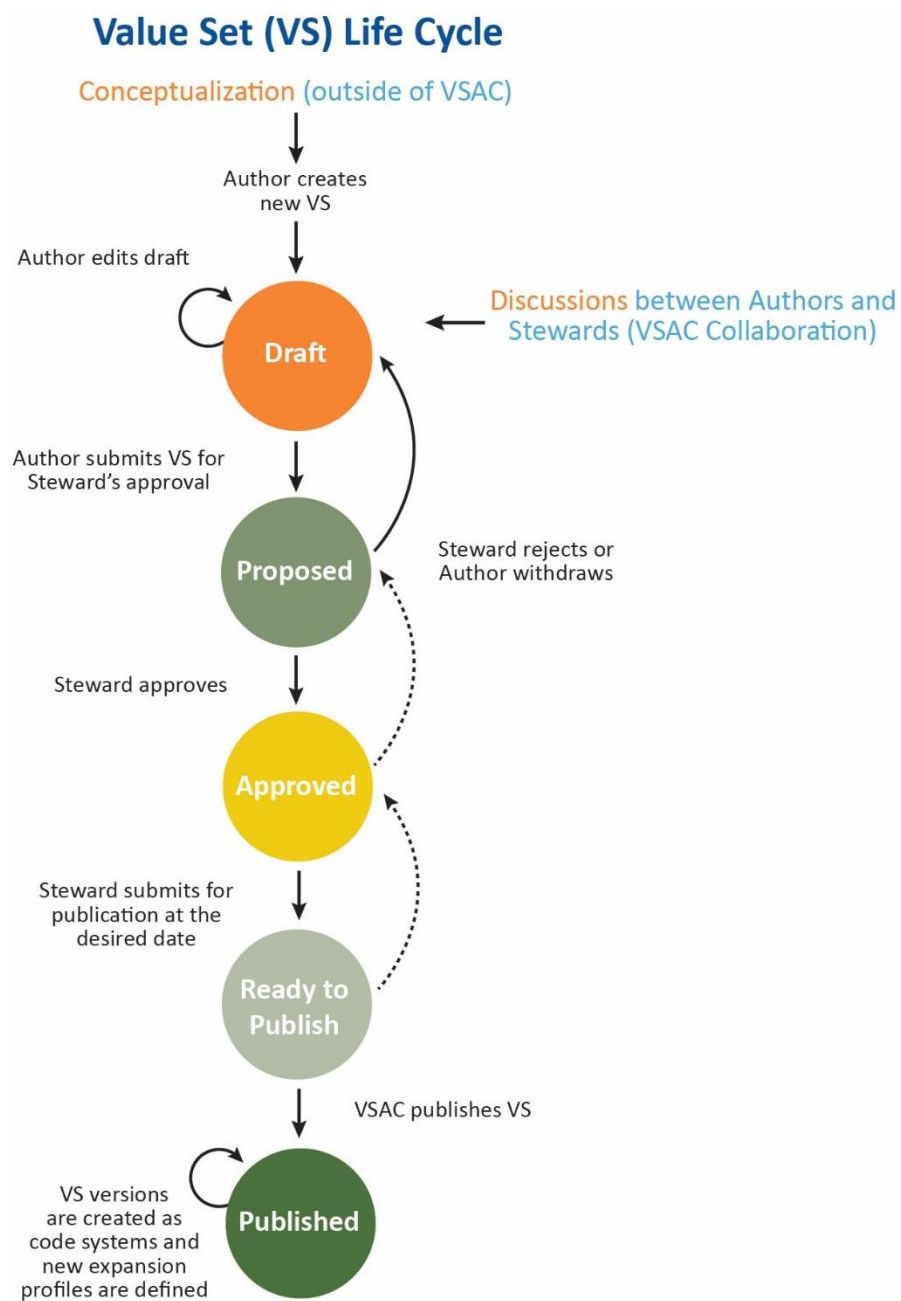 Value Set (VS) Life Cycle
Conceptualization (outside of VSAC)
Author creates
new VS
Author edits draft
Discussions between Authors and
Stewards (VSAC Collaboration)
Draft
Author submits VS for
Steward's approval
Proposed
Steward rejects or
Author withdraws
Steward approves
Approved
Steward submits for
publication at the
desired date
Ready to
Publish
VSAC publishes VS
VS versions
are created as
code systems and
new expansion
profiles are defined
Published